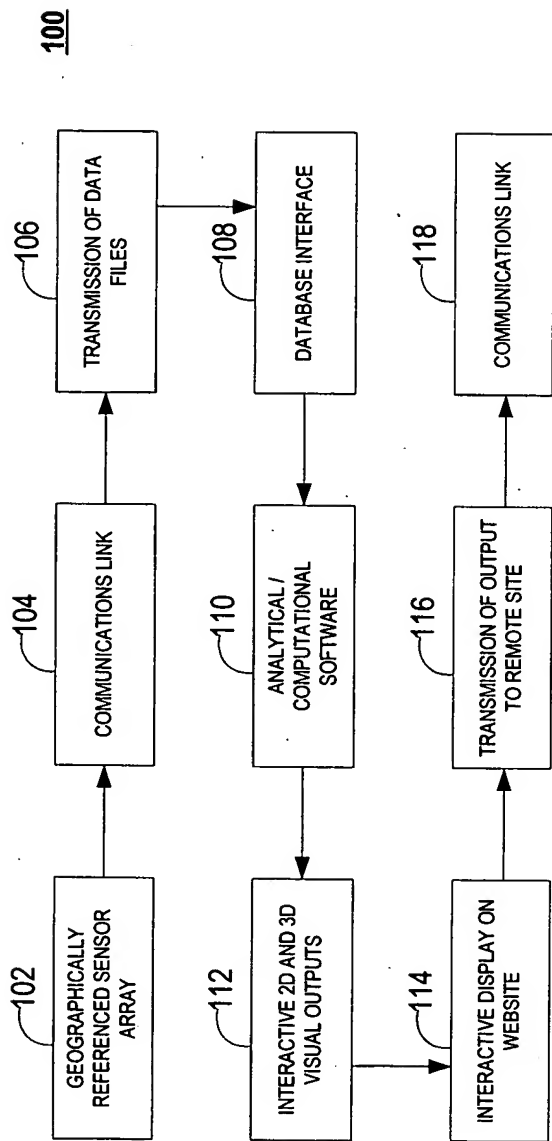 100
102
GEOGRAPHICALLY
REFERENCED SENSOR
ARRAY
104
COMMUNICATIONS LINK
106
TRANSMISSION OF DATA
FILES
108
DATABASE INTERFACE
110
ANALYTICAL /
COMPUTATIONAL
SOFTWARE
112
INTERACTIVE 2D AND 3D
VISUAL OUTPUTS
114
INTERACTIVE DISPLAY ON
WEBSITE
116
TRANSMISSION OF OUTPUT
TO REMOTE SITE
118
COMMUNICATIONS LINK